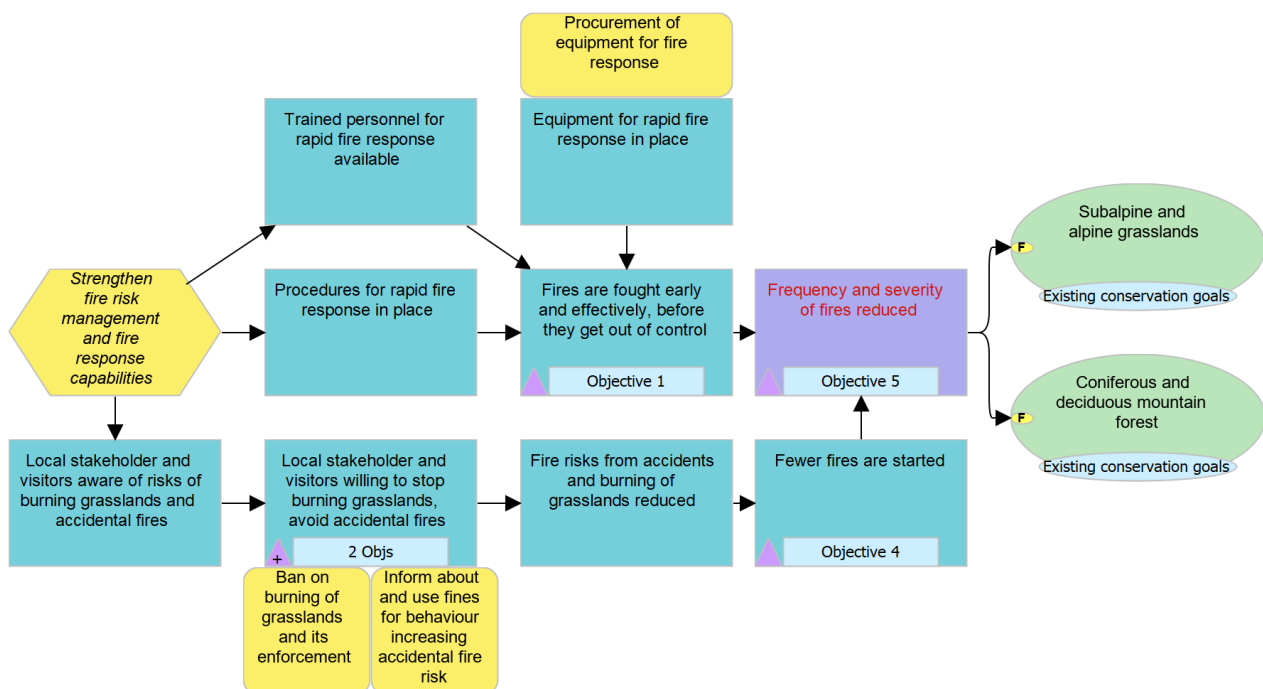 Procurement of
equipment for fire
response
Trained personnel for
rapid fire response
available
Equipment for rapid fire
response in place
Subalpine and
alpine grasslands
F
Existing conservation goals
Strengthen
fire risk
management
and fire
response
capabilities
Procedures for rapid fire
response in place
Fires are fought early
and effectively, before
they get out of control
Objective 1
Frequency and severity
of fires reduced
Objective 5
Coniferous and
deciduous mountain
forest
F
Existing conservation goals
Local stakeholder and
visitors aware of risks of
burning grasslands and
accidental fires
Local stakeholder and
visitors willing to stop
burning grasslands,
avoid accidental fires
+
2 Objs
Fire risks from accidents
and burning of
grasslands reduced
Fewer fires are started
Objective 4
Ban on
burning of
grasslands
and its
enforcement
Inform about
and use fines
for behaviour
increasing
accidental fire
risk